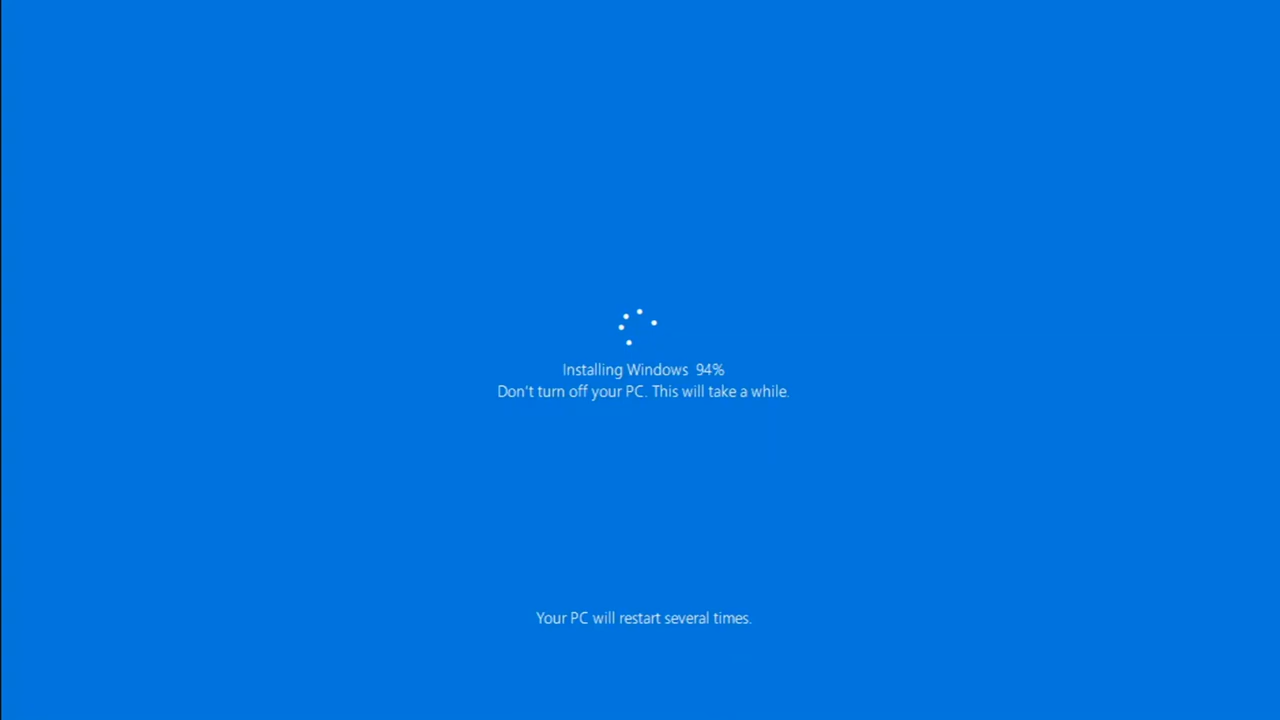 Installing Windows  94%
Don't turn off your PC. This will take a while.
Your PC will restart several times.